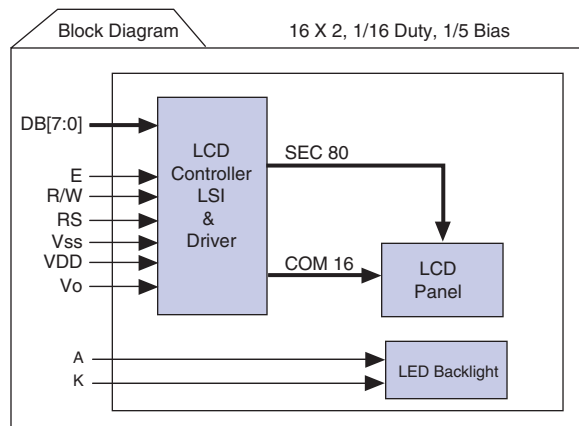 Block Diagram
16 X 2, 1/16 Duty, 1/5 Bias
DB[7:0]
E
R/W
RS
Vss
VDD
Vo
LCD
Controller
LSI
&
Driver
SEC 80
COM 16
LCD
Panel
A
K
LED Backlight